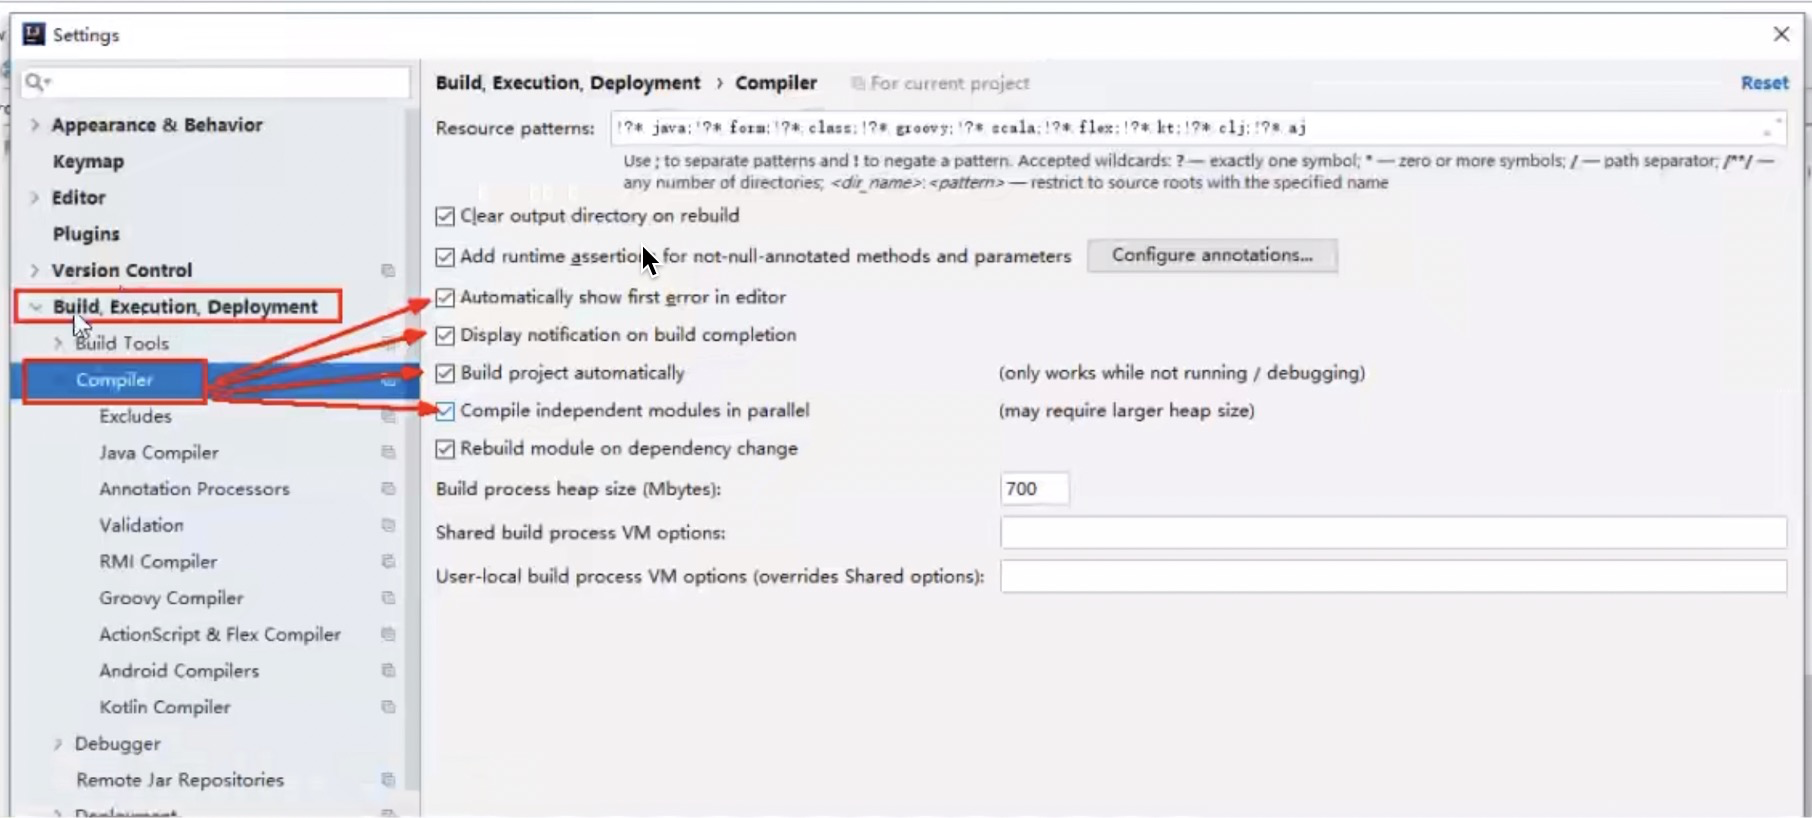 Settings
Build, Execution, Deployment › Compiler For current project Reset
Appearance & Behavior
Keymap
Editor
Plugins
Version Control
Build, Execution, Deployment
Build Tools
Compiler
Excludes
Java Compiler
Annotation Processors
Validation
RMI Compiler
Groovy Compiler
ActionScript & Flex Compiler
Android Compilers
Kotlin Compiler
Debugger
Remote Jar Repositories
Deployment
Resource patterns: !?*.java;!?*.form;!?*.class;!?*.groovy;!?*.scala;!?*.flex;!?*.kt;!?*.clj;!?*.aj
Use ; to separate patterns and ! to negate a pattern. Accepted wildcards: ? — exactly one symbol; * — zero or more symbols; / — path separator; /**/ —
any number of directories; <dir_name>:<pattern> — restrict to source roots with the specified name
Clear output directory on rebuild
Add runtime assertions for not-null-annotated methods and parameters Configure annotations...
Automatically show first error in editor
Display notification on build completion
Build project automatically (only works while not running / debugging)
Compile independent modules in parallel (may require larger heap size)
Rebuild module on dependency change
Build process heap size (Mbytes): 700
Shared build process VM options:
User-local build process VM options (overrides Shared options):